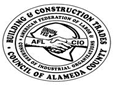 BUILDING & CONSTRUCTION TRADES
AMERICAN FEDERATION OF LABOR &
AFL CIO
CONGRESS OF INDUSTRIAL ORGANIZATIONS
COUNCIL OF ALAMEDA COUNTY